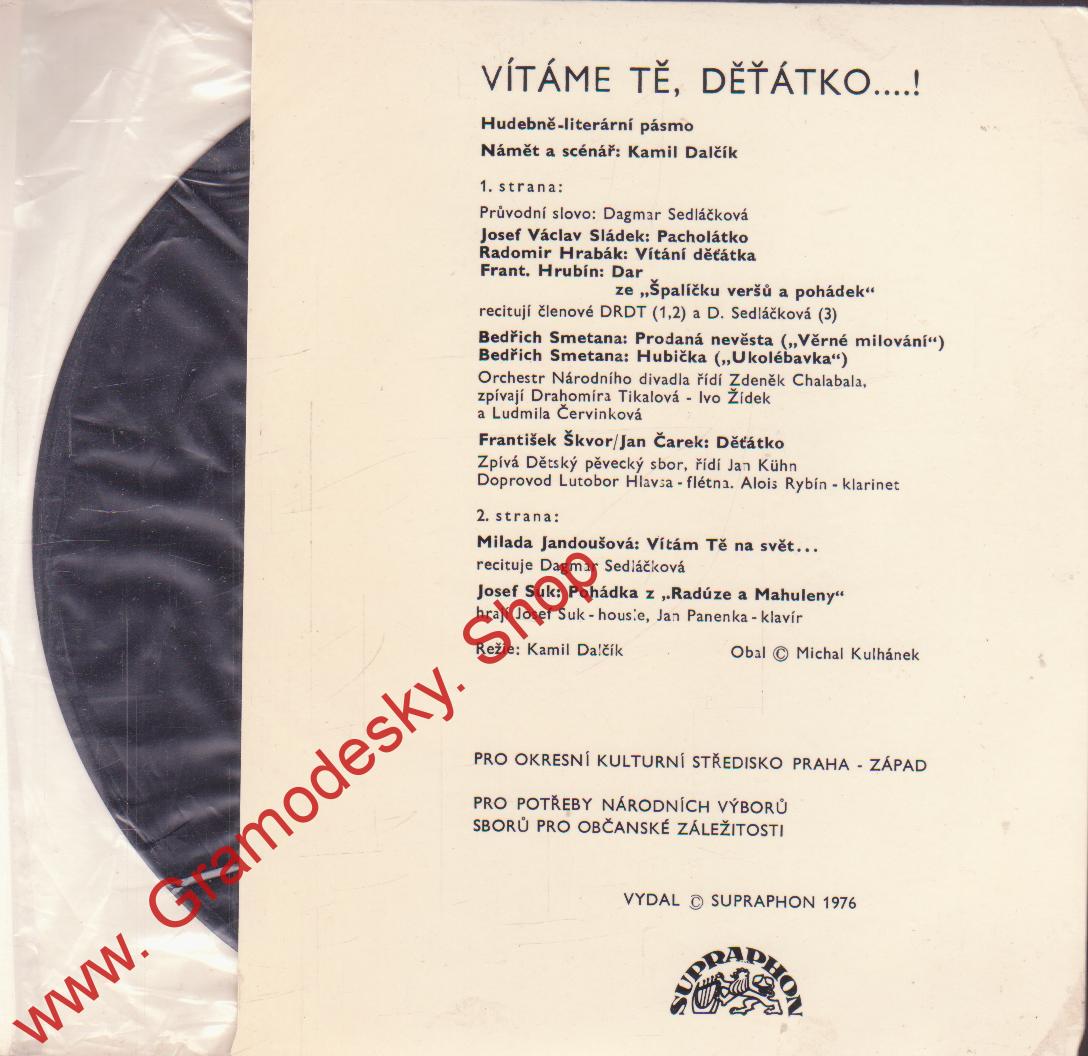 VÍTÁME TĚ, DĚŤÁTKO....!
Hudebně-literární pásmo
Námět a scénář: Kamil Dalčík
1. strana:
Průvodní slovo: Dagmar Sedláčková
Josef Václav Sládek: Pacholátko
Radomir Hrabák: Vítání děťátka
Frant. Hrubín: Dar
ze „Špalíčku veršů a pohádek“
recitují členové DRDT (1,2) a D. Sedláčková (3)
Bedřich Smetana: Prodaná nevěsta („Věrné milování“)
Bedřich Smetana: Hubička („Ukolébavka“)
Orchestr Národního divadla řídí Zdeněk Chalabala,
zpívají Drahomíra Tikalová - Ivo Žídek
a Ludmila Červinková
František Škvor/Jan Čarek: Děťátko
Zpívá Dětský pěvecký sbor, řídí Jan Kühn
Doprovod Lutobor Hlavsa - flétna. Alois Rybín - klarinet
2. strana:
Milada Jandoušová: Vítám Tě na svět...
recituje Dagmar Sedláčková
Josef Suk: Pohádka z „Radúze a Mahuleny“
hrají Josef Suk - housle, Jan Panenka - klavír
Režie: Kamil Dalčík Obal © Michal Kulhánek
PRO OKRESNÍ KULTURNÍ STŘEDISKO PRAHA - ZÁPAD
PRO POTŘEBY NÁRODNÍCH VÝBORŮ
SBORŮ PRO OBČANSKÉ ZÁLEŽITOSTI
VYDAL © SUPRAPHON 1976
SUPRAPHON
www. Gramodesky. Shop